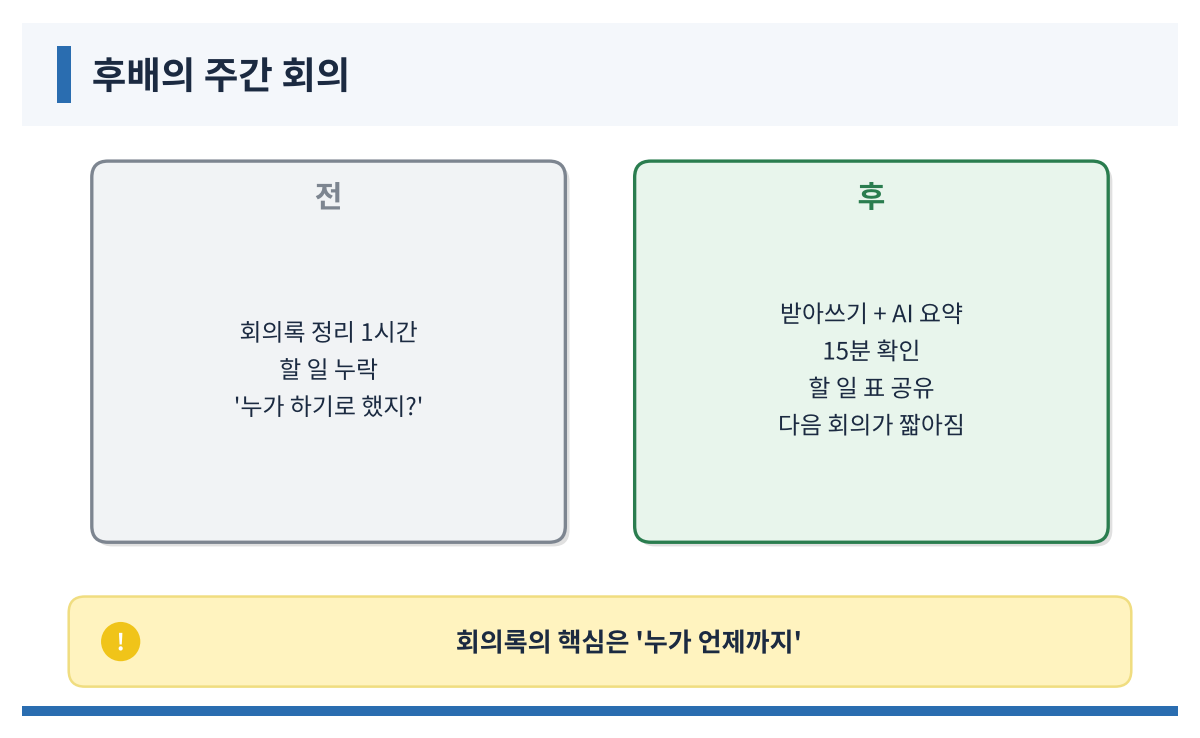 후배의 주간 회의
전
회의록 정리 1시간
할 일 누락
'누가 하기로 했지?'
후
받아쓰기 + AI 요약
15분 확인
할 일 표 공유
다음 회의가 짧아짐
!
회의록의 핵심은 '누가 언제까지'